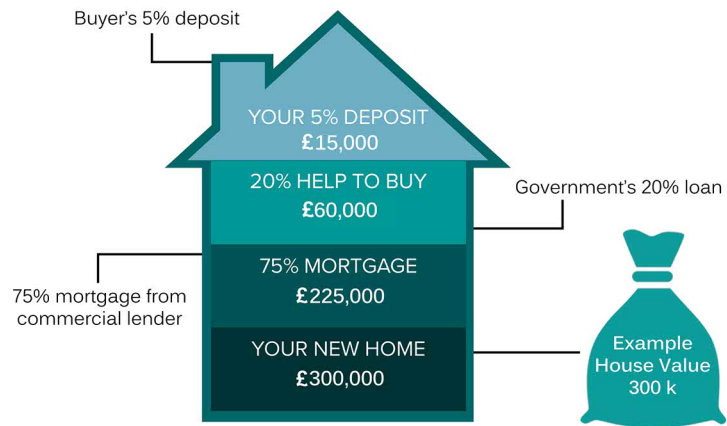 Buyer's 5% deposit
YOUR 5% DEPOSIT
£15,000
20% HELP TO BUY
£60,000
Government's 20% loan
75% MORTGAGE
£225,000
75% mortgage from
commercial lender
YOUR NEW HOME
£300,000
Example
House Value
300 k